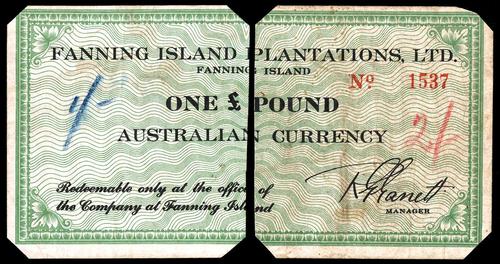 FANNING ISLAND PLANTATIONS, LTD.
FANNING ISLAND
Nº 1537
ONE £ POUND
AUSTRALIAN CURRENCY
2/
Redeemable only at the office of
the Company at Fanning Island
MANAGER